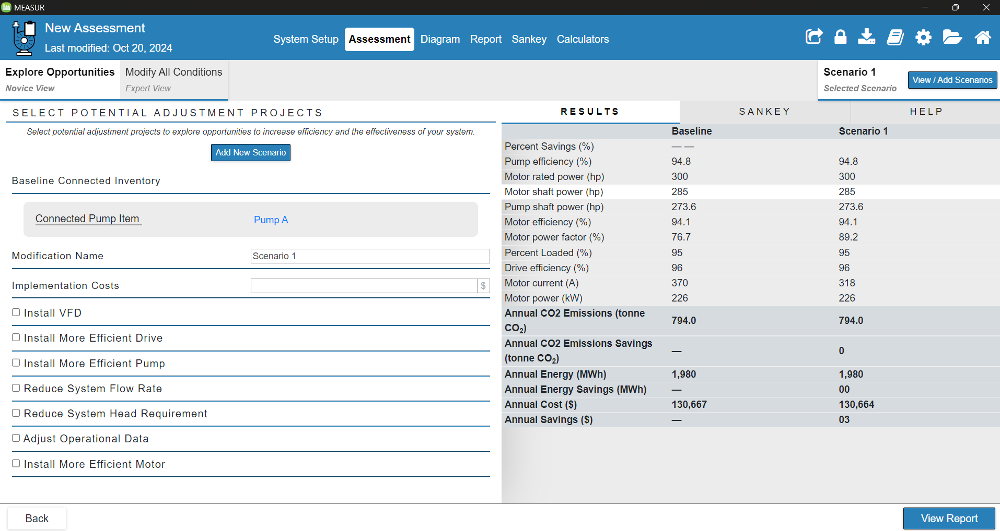 MEASUR
New Assessment
Last modified: Oct 20, 2024
System Setup Assessment Diagram Report Sankey Calculators
Explore Opportunities
Novice View
Modify All Conditions
Expert View
Scenario 1
Selected Scenario
View / Add Scenarios
SELECT POTENTIAL ADJUSTMENT PROJECTS
Select potential adjustment projects to explore opportunities to increase efficiency and the effectiveness of your system.
Add New Scenario
Baseline Connected Inventory
Connected Pump Item Pump A
Modification Name Scenario 1
Implementation Costs $
Install VFD
Install More Efficient Drive
Install More Efficient Pump
Reduce System Flow Rate
Reduce System Head Requirement
Adjust Operational Data
Install More Efficient Motor
RESULTS SANKEY HELP
Baseline Scenario 1
Percent Savings (%) — —
Pump efficiency (%) 94.8 94.8
Motor rated power (hp) 300 300
Motor shaft power (hp) 285 285
Pump shaft power (hp) 273.6 273.6
Motor efficiency (%) 94.1 94.1
Motor power factor (%) 76.7 89.2
Percent Loaded (%) 95 95
Drive efficiency (%) 96 96
Motor current (A) 370 318
Motor power (kW) 226 226
Annual CO2 Emissions (tonne CO₂) 794.0 794.0
Annual CO2 Emissions Savings (tonne CO₂) — 0
Annual Energy (MWh) 1,980 1,980
Annual Energy Savings (MWh) — 00
Annual Cost ($) 130,667 130,664
Annual Savings ($) — 03
Back
View Report